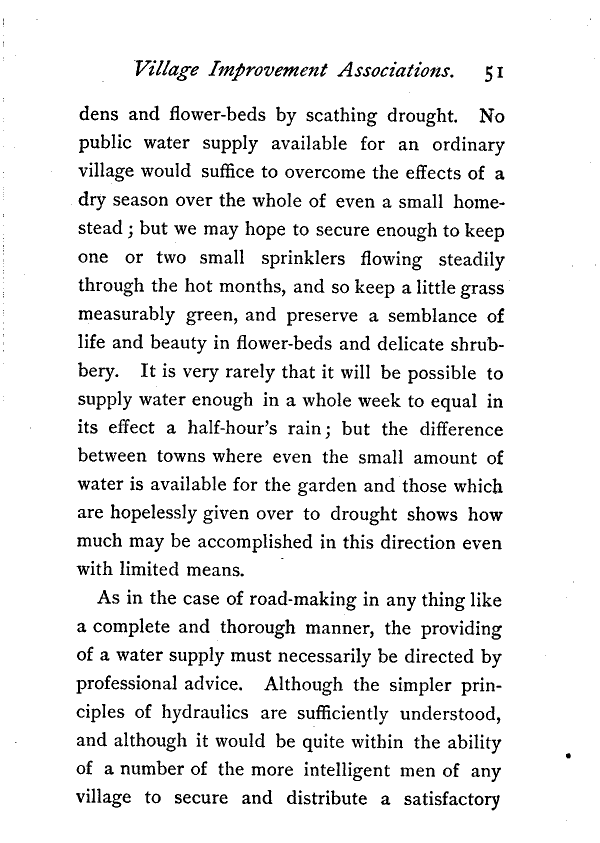 Village Improvement Associations. 51
dens and flower-beds by scathing drought. No
public water supply available for an ordinary
village would suffice to overcome the effects of a
dry season over the whole of even a small home-
stead ; but we may hope to secure enough to keep
one or two small sprinklers flowing steadily
through the hot months, and so keep a little grass
measurably green, and preserve a semblance of
life and beauty in flower-beds and delicate shrub-
bery. It is very rarely that it will be possible to
supply water enough in a whole week to equal in
its effect a half-hour's rain; but the difference
between towns where even the small amount of
water is available for the garden and those which
are hopelessly given over to drought shows how
much may be accomplished in this direction even
with limited means.
As in the case of road-making in any thing like
a complete and thorough manner, the providing
of a water supply must necessarily be directed by
professional advice. Although the simpler prin-
ciples of hydraulics are sufficiently understood,
and although it would be quite within the ability
of a number of the more intelligent men of any
village to secure and distribute a satisfactory